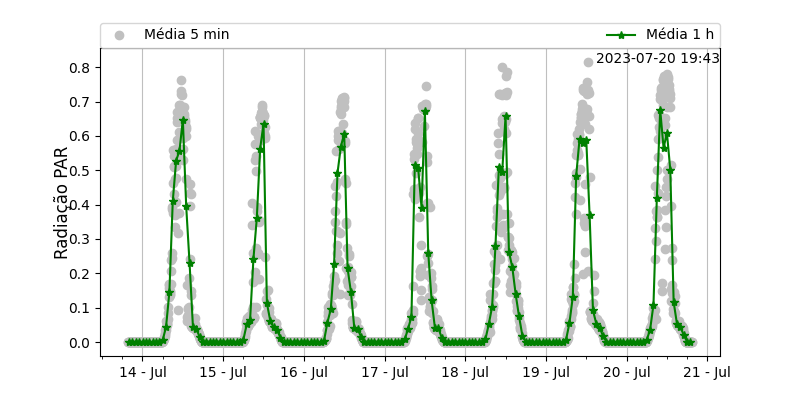 Média 5 min
Média 1 h
2023-07-20 19:43
Radiação PAR
0.8
0.7
0.6
0.5
0.4
0.3
0.2
0.1
0.0
14 - Jul
15 - Jul
16 - Jul
17 - Jul
18 - Jul
19 - Jul
20 - Jul
21 - Jul